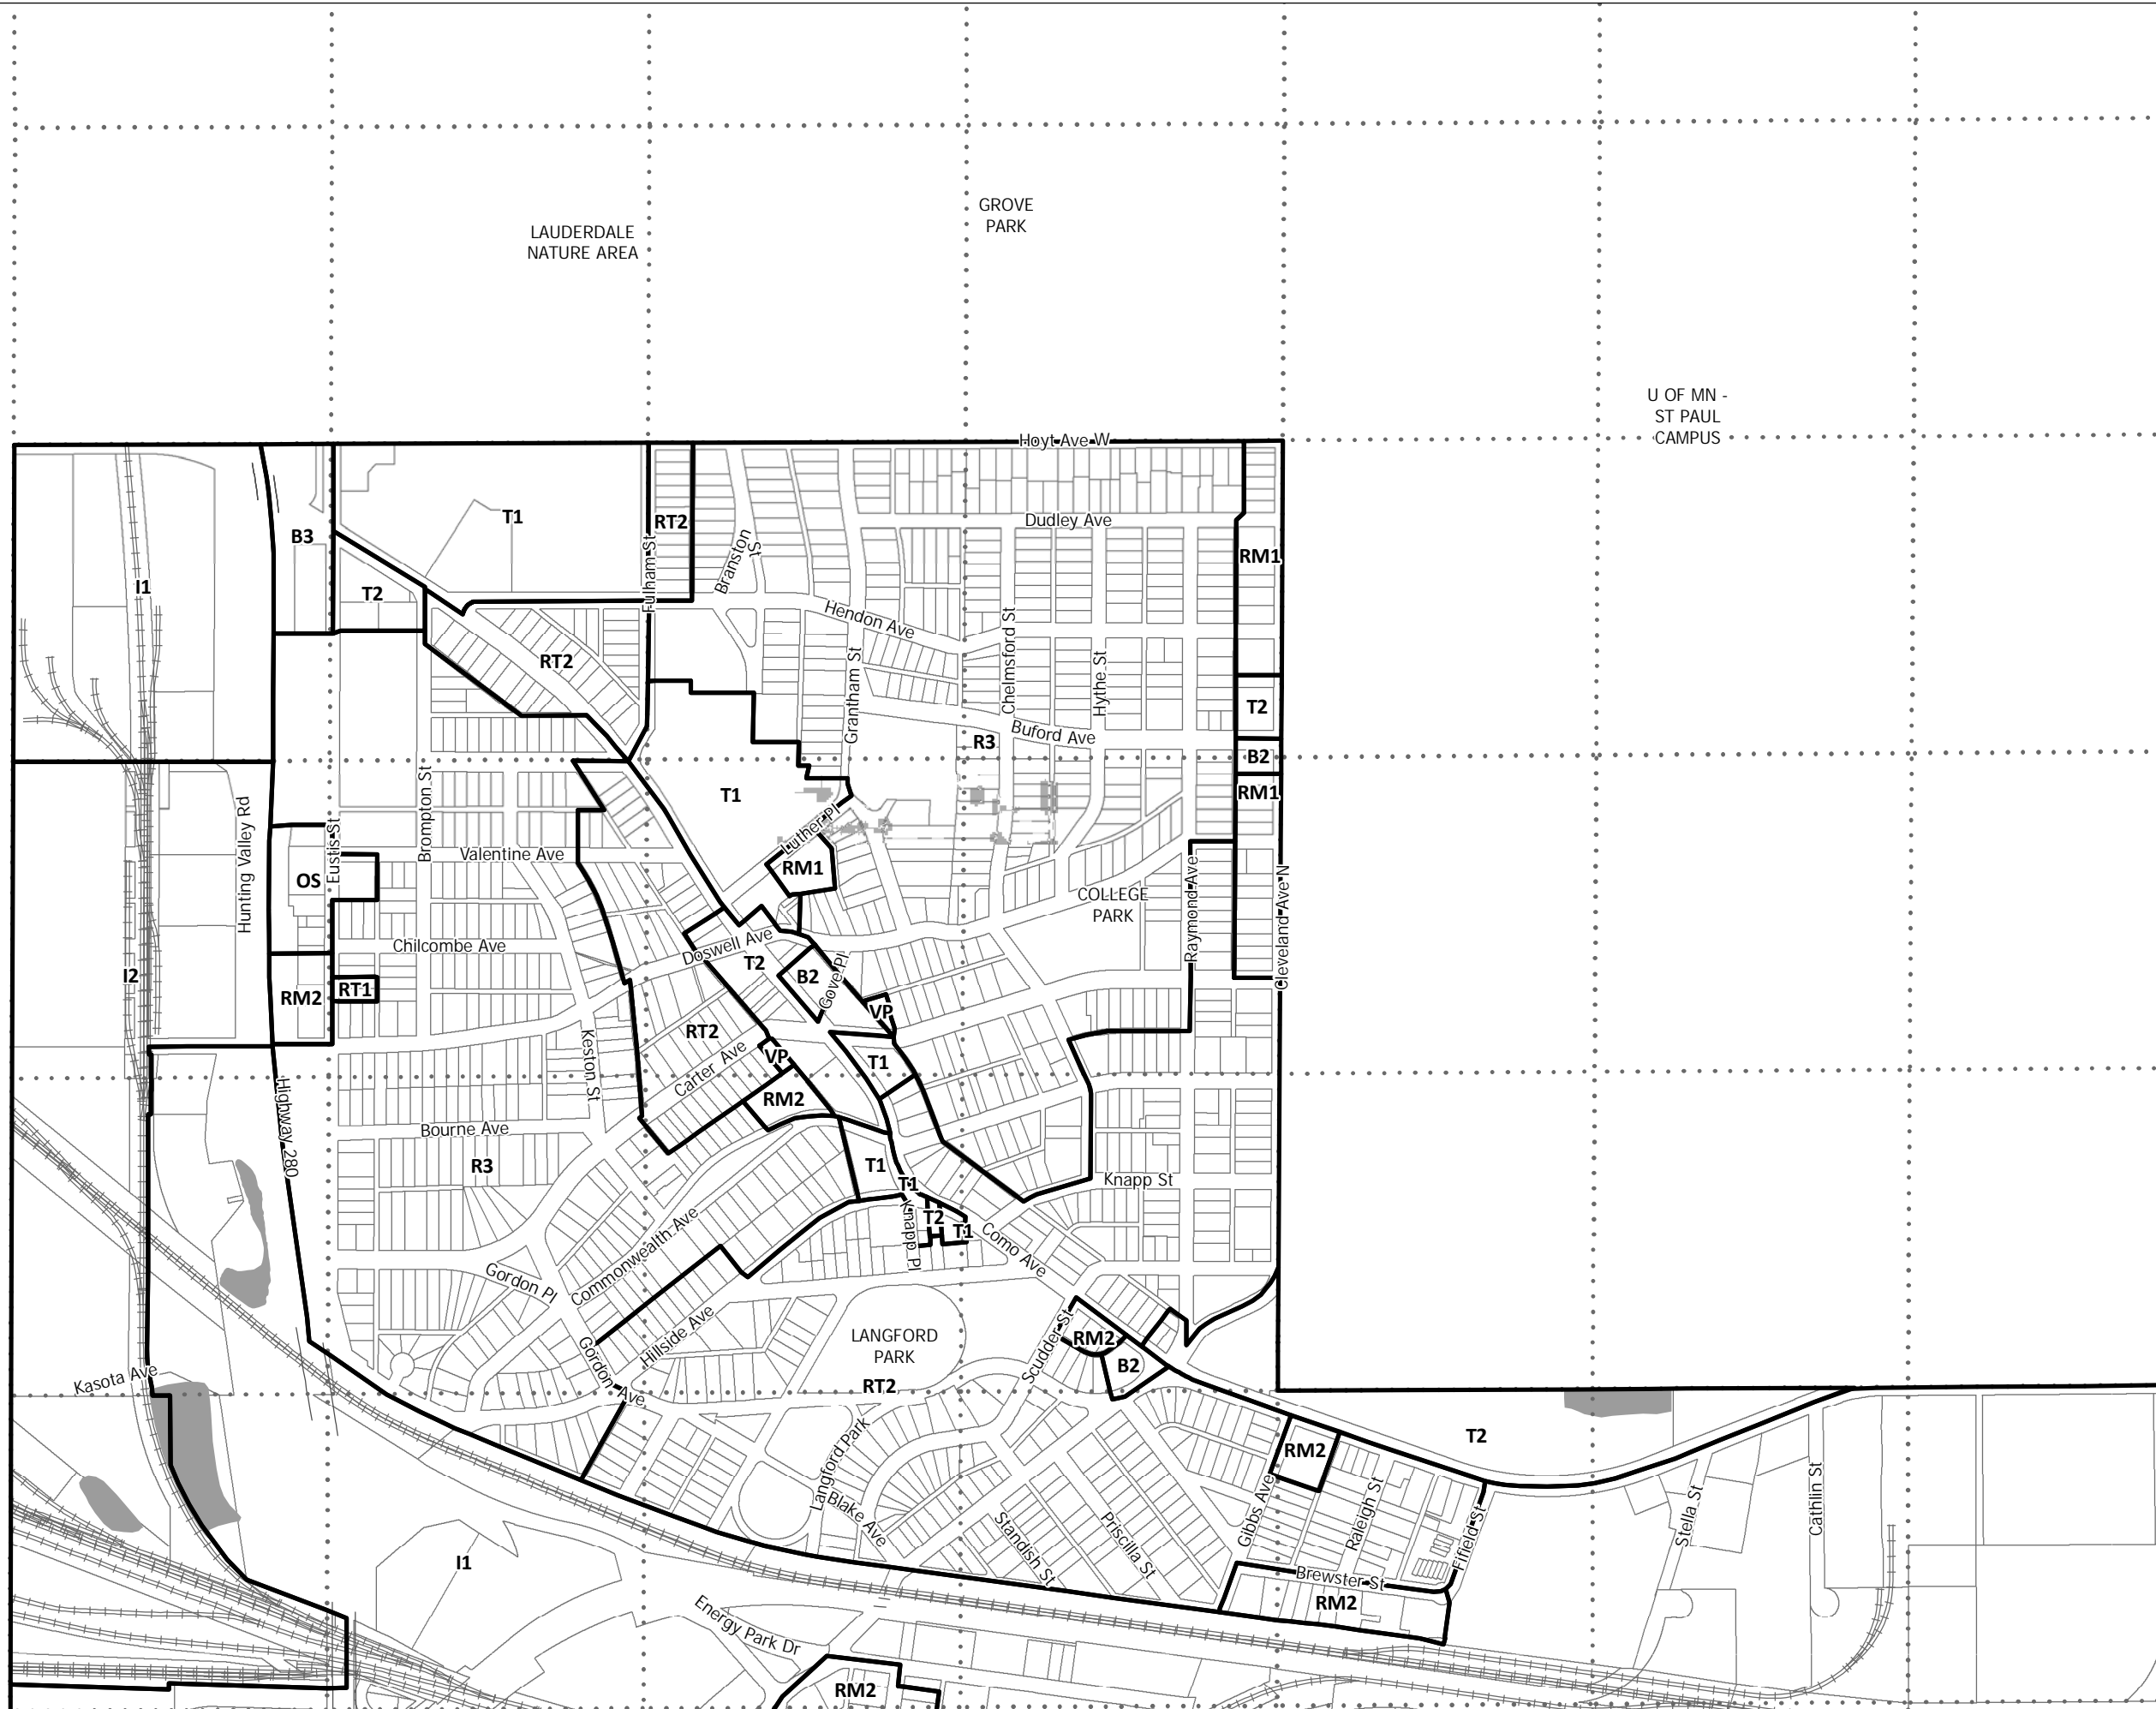 GROVE
PARK
LAUDERDALE
NATURE AREA
U OF MN -
ST PAUL
CAMPUS
Hoyt Ave W
T1
RT2
Dudley Ave
B3
Branston
St
RM1
I1
T2
Fulham St
Hendon Ave
RT2
Chelmsford St
Hythe St
Grantham St
T2
R3
Buford Ave
B2
T1
RM1
Brompton St
Luther Pl
Hunting Valley Rd
Eustis St
Valentine Ave
RM1
OS
COLLEGE
PARK
Raymond Ave
Cleveland Ave N
Chilcombe Ave
Doswell Ave
T2
B2
Gove Pl
I2
RM2
RT1
VP
RT2
Keston St
Carter Ave
VP
T1
RM2
Highway 280
Bourne Ave
R3
T1
T1
Knapp St
Knapp Pl
T2
T1
Como Ave
Commonwealth Ave
Gordon Pl
Hillside Ave
LANGFORD
PARK
Scudder St
RM2
B2
Gordon Ave
Kasota Ave
RT2
Langford Park
T2
RM2
Blake Ave
Standish St
Priscilla St
Gibbs Ave
Raleigh St
Fifield St
Stella St
Cathlin St
I1
Brewster St
RM2
Energy Park Dr
RM2